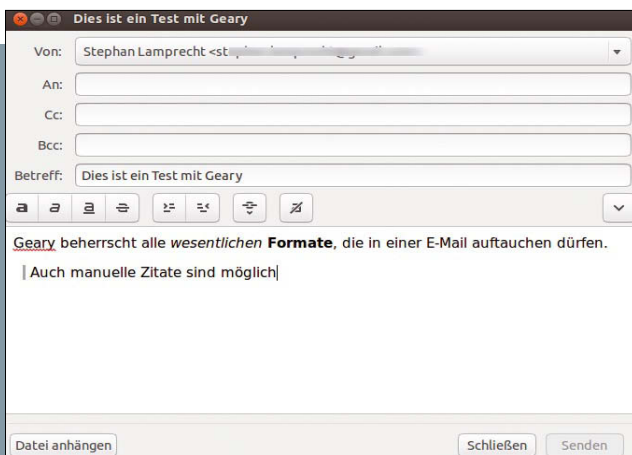 Dies ist ein Test mit Geary
Von: Stephan Lamprecht
An:
Cc:
Bcc:
Betreff: Dies ist ein Test mit Geary
a a a a
Geary beherrscht alle wesentlichen Formate, die in einer E-Mail auftauchen dürfen.
Auch manuelle Zitate sind möglich
Datei anhängen Schließen Senden